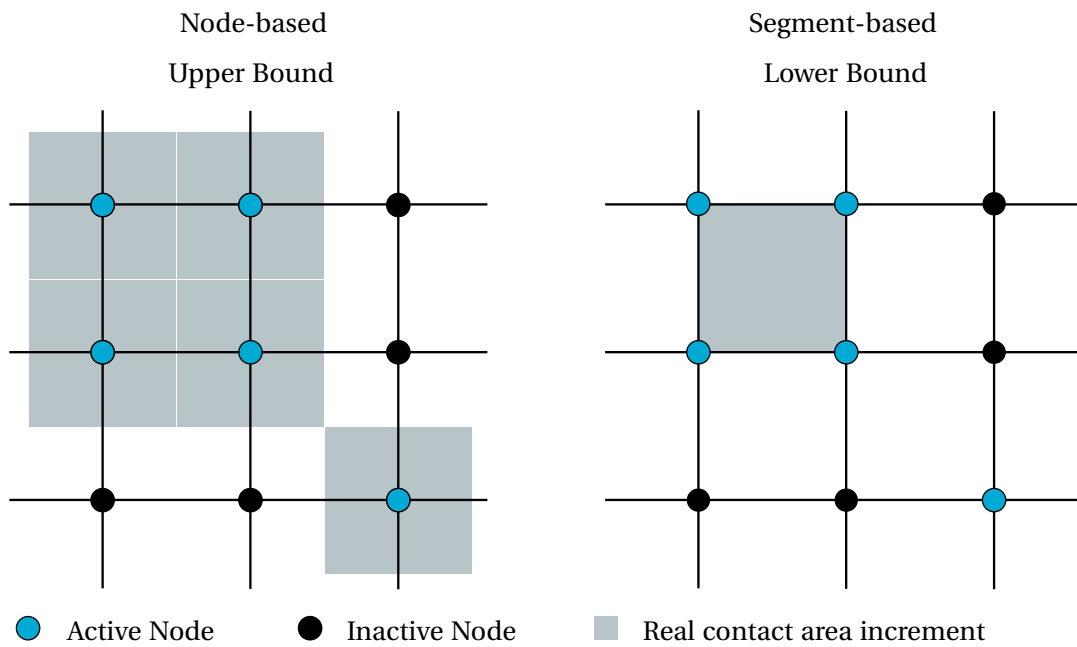 Node-based
Upper Bound
Segment-based
Lower Bound
Active Node
Inactive Node
Real contact area increment